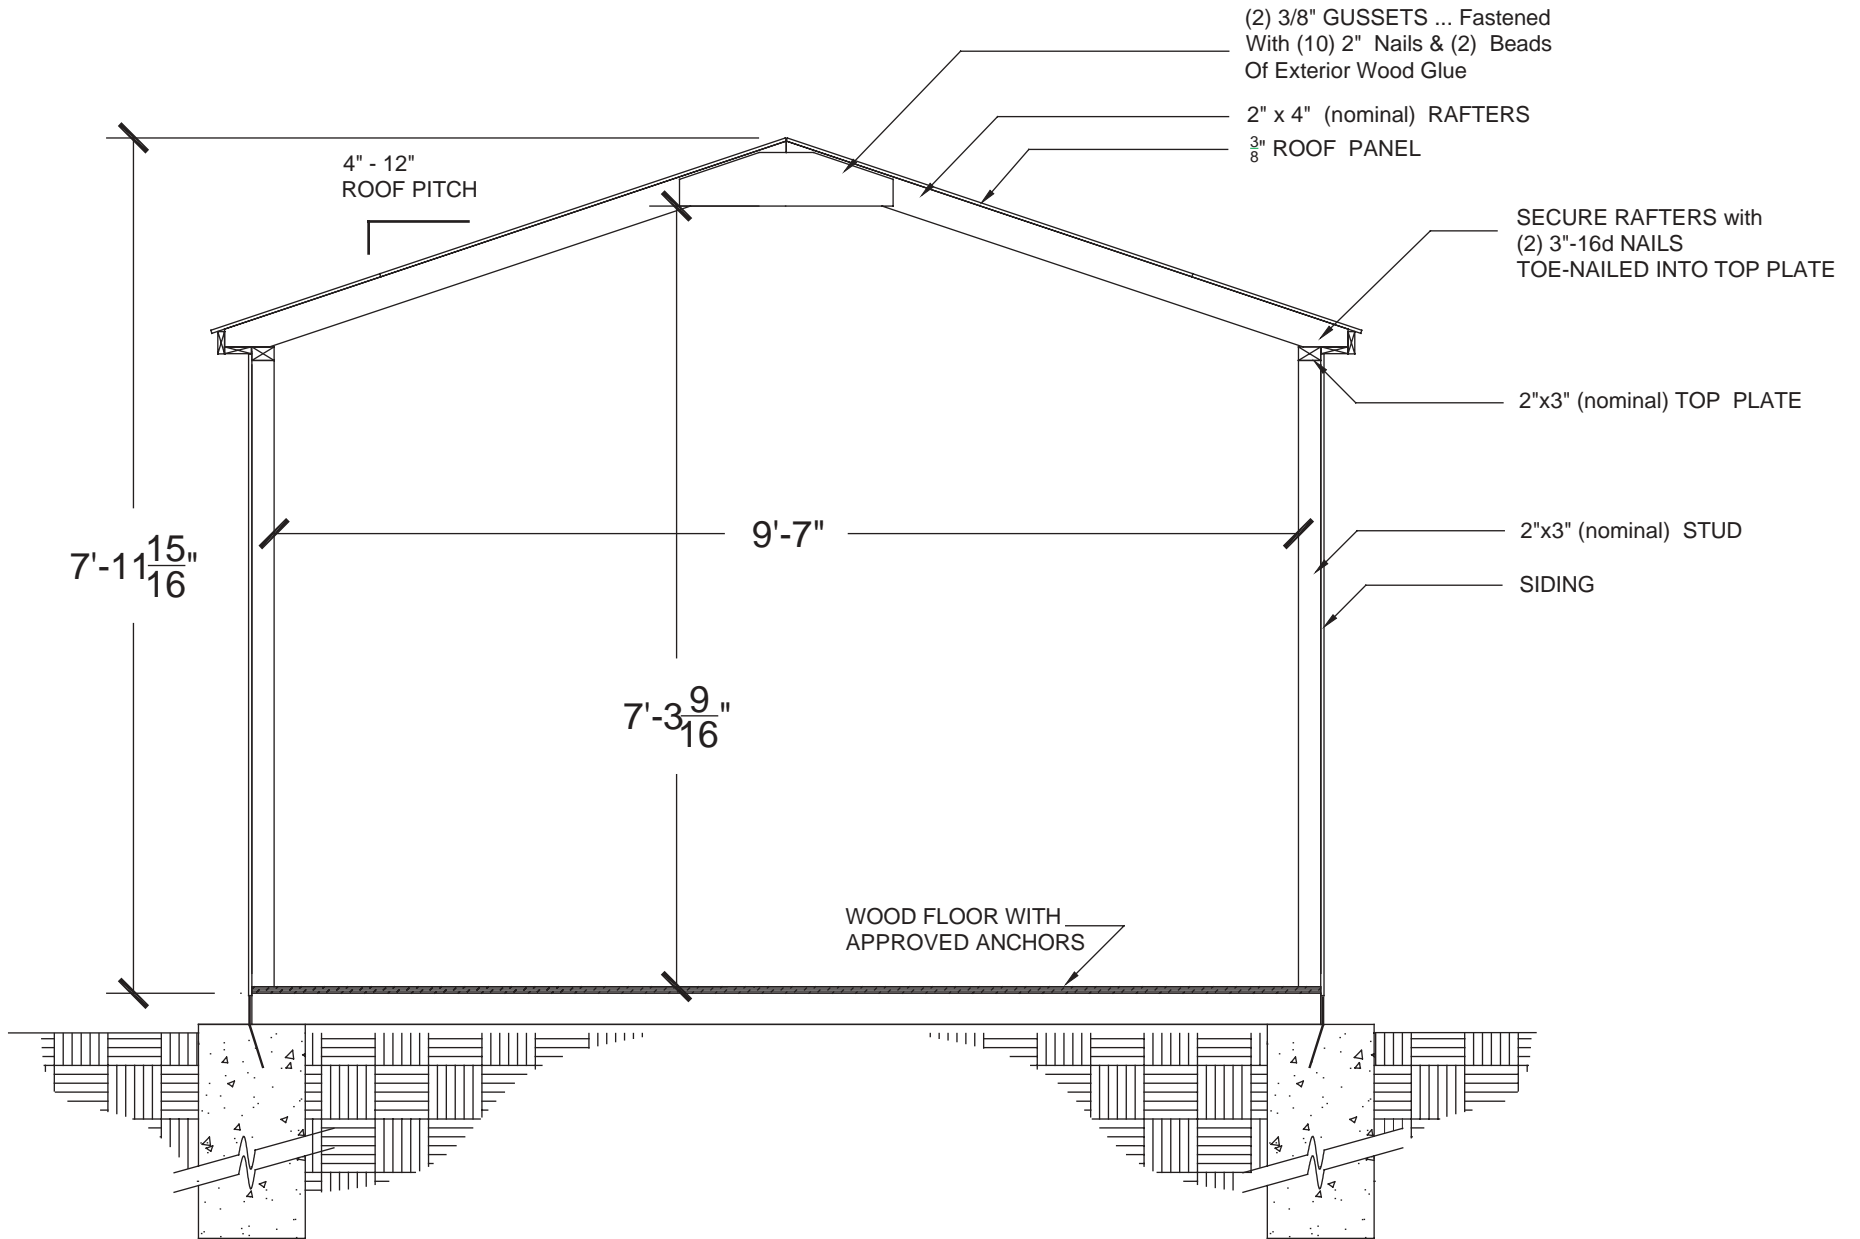 (2) 3/8" GUSSETS ... Fastened
With (10) 2" Nails & (2) Beads
Of Exterior Wood Glue
2" x 4" (nominal) RAFTERS
3/8" ROOF PANEL
4" - 12"
ROOF PITCH
SECURE RAFTERS with
(2) 3"-16d NAILS
TOE-NAILED INTO TOP PLATE
2"x3" (nominal) TOP PLATE
9'-7"
2"x3" (nominal) STUD
7'-11 15/16"
SIDING
7'-3 9/16"
WOOD FLOOR WITH
APPROVED ANCHORS